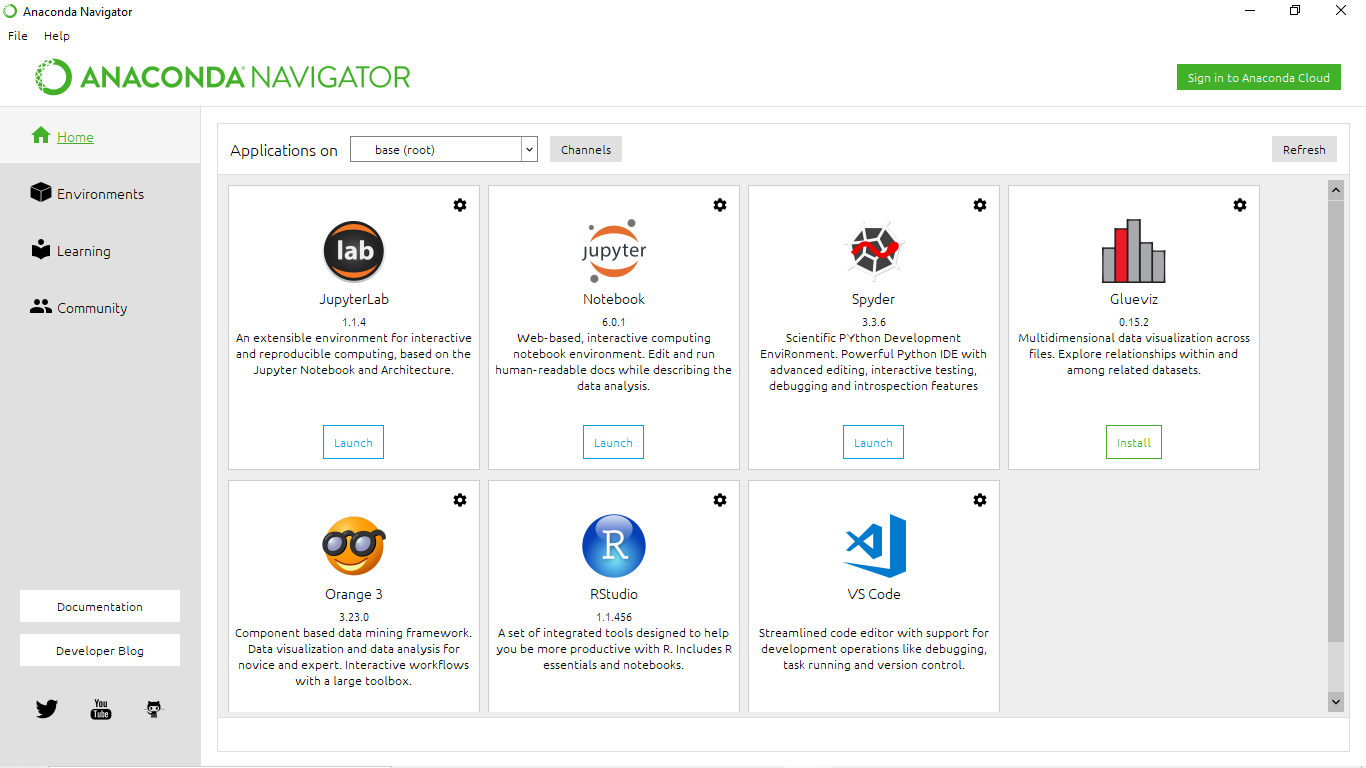 Anaconda Navigator
File Help
ANACONDA NAVIGATOR
Sign in to Anaconda Cloud
Home
Environments
Learning
Community
Documentation
Developer Blog
You Tube
Applications on base (root) Channels Refresh
lab
JupyterLab
1.1.4
An extensible environment for interactive
and reproducible computing, based on the
Jupyter Notebook and Architecture.
Launch
jupyter
Notebook
6.0.1
Web-based, interactive computing
notebook environment. Edit and run
human-readable docs while describing the
data analysis.
Launch
Spyder
3.3.6
Scientific PYthon Development
EnviRonment. Powerful Python IDE with
advanced editing, interactive testing,
debugging and introspection features
Launch
Glueviz
0.15.2
Multidimensional data visualization across
files. Explore relationships within and
among related datasets.
Install
Orange 3
3.23.0
Component based data mining framework.
Data visualization and data analysis for
novice and expert. Interactive workflows
with a large toolbox.
R
RStudio
1.1.456
A set of integrated tools designed to help
you be more productive with R. Includes R
essentials and notebooks.
VS Code
Streamlined code editor with support for
development operations like debugging,
task running and version control.